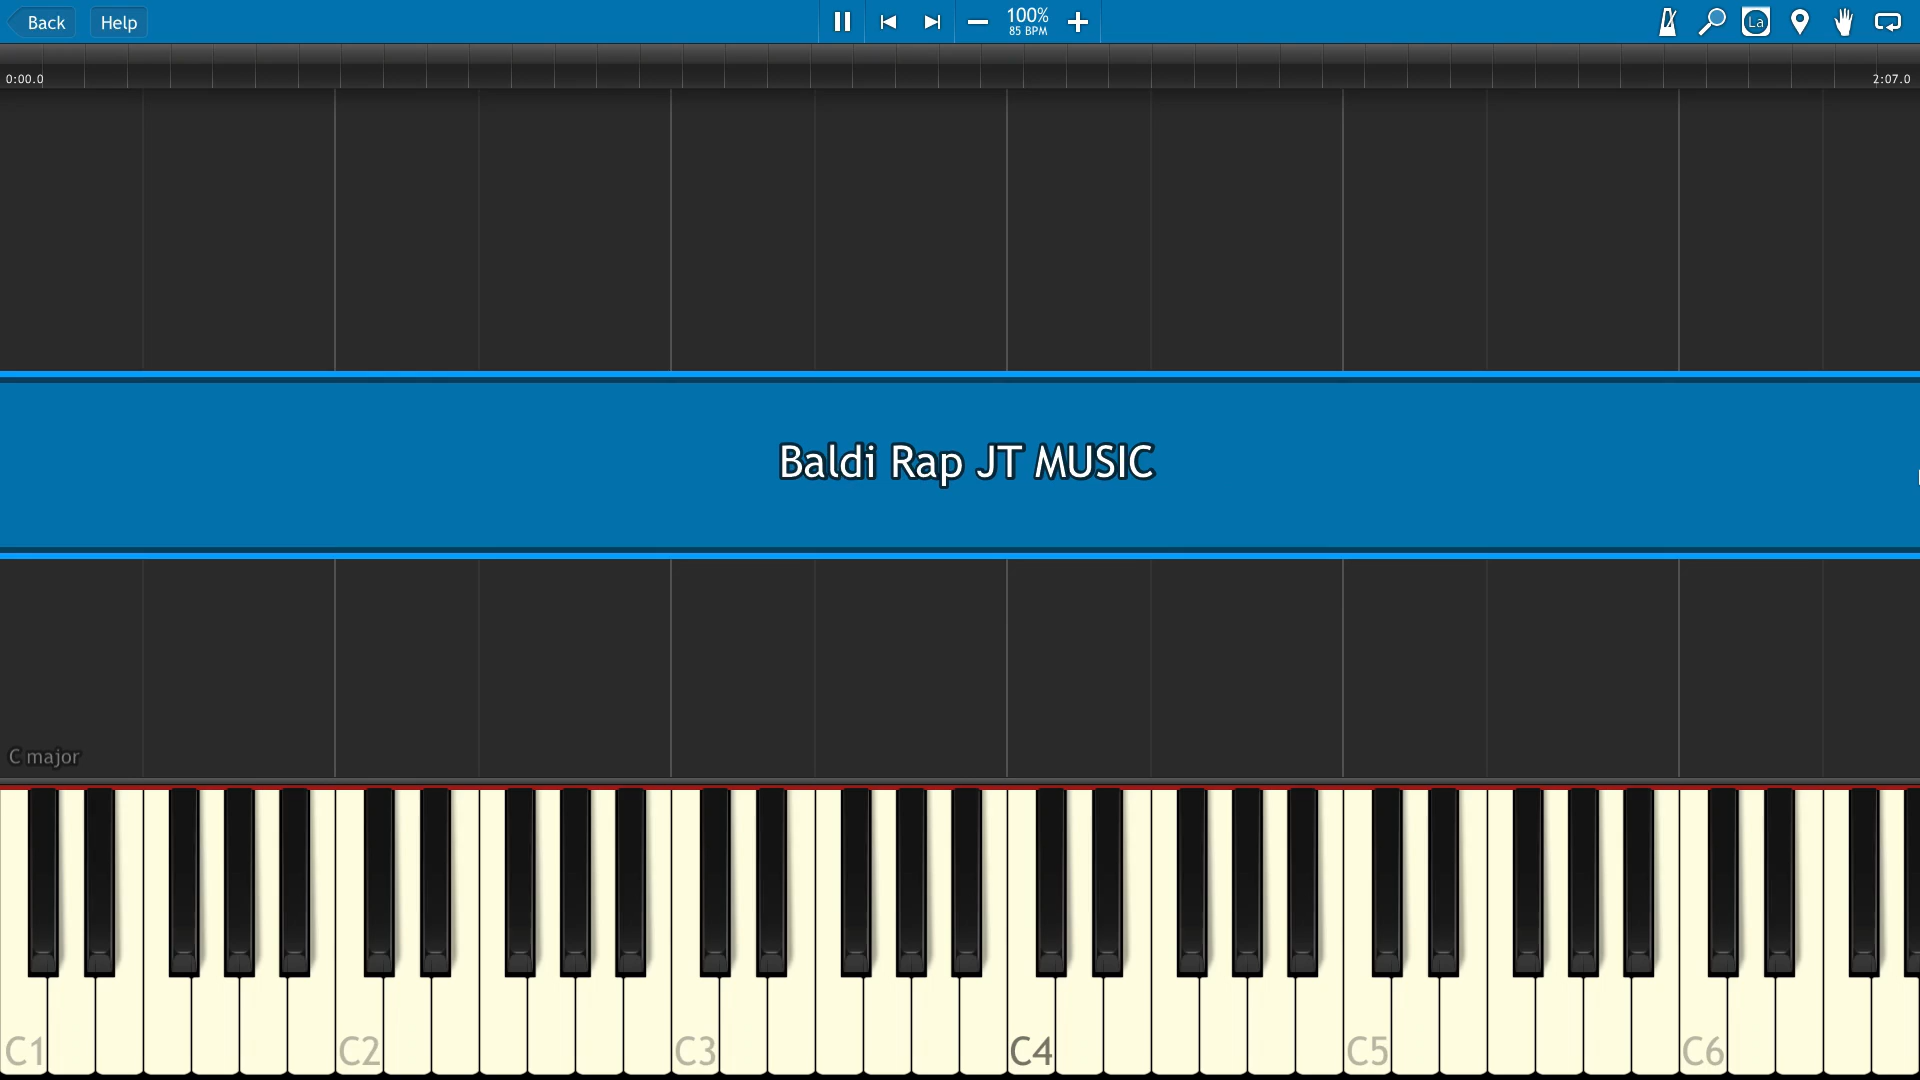 Back
Help
100%
85 BPM
La
0:00.0
2:07.0
Baldi Rap JT MUSIC
C major
C1
C2
C3
C4
C5
C6